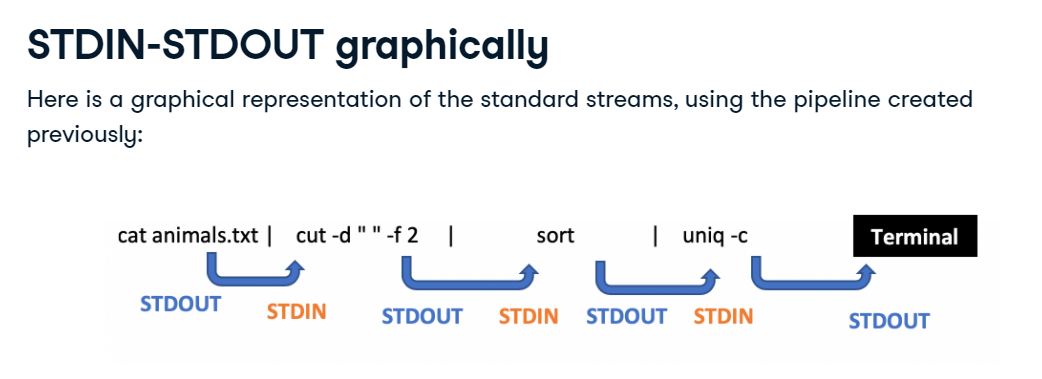 STDIN-STDOUT graphically
Here is a graphical representation of the standard streams, using the pipeline created
previously:
cat animals.txt | cut -d " " -f 2 | sort | uniq -c Terminal
STDOUT STDIN STDOUT STDIN STDOUT STDIN STDOUT